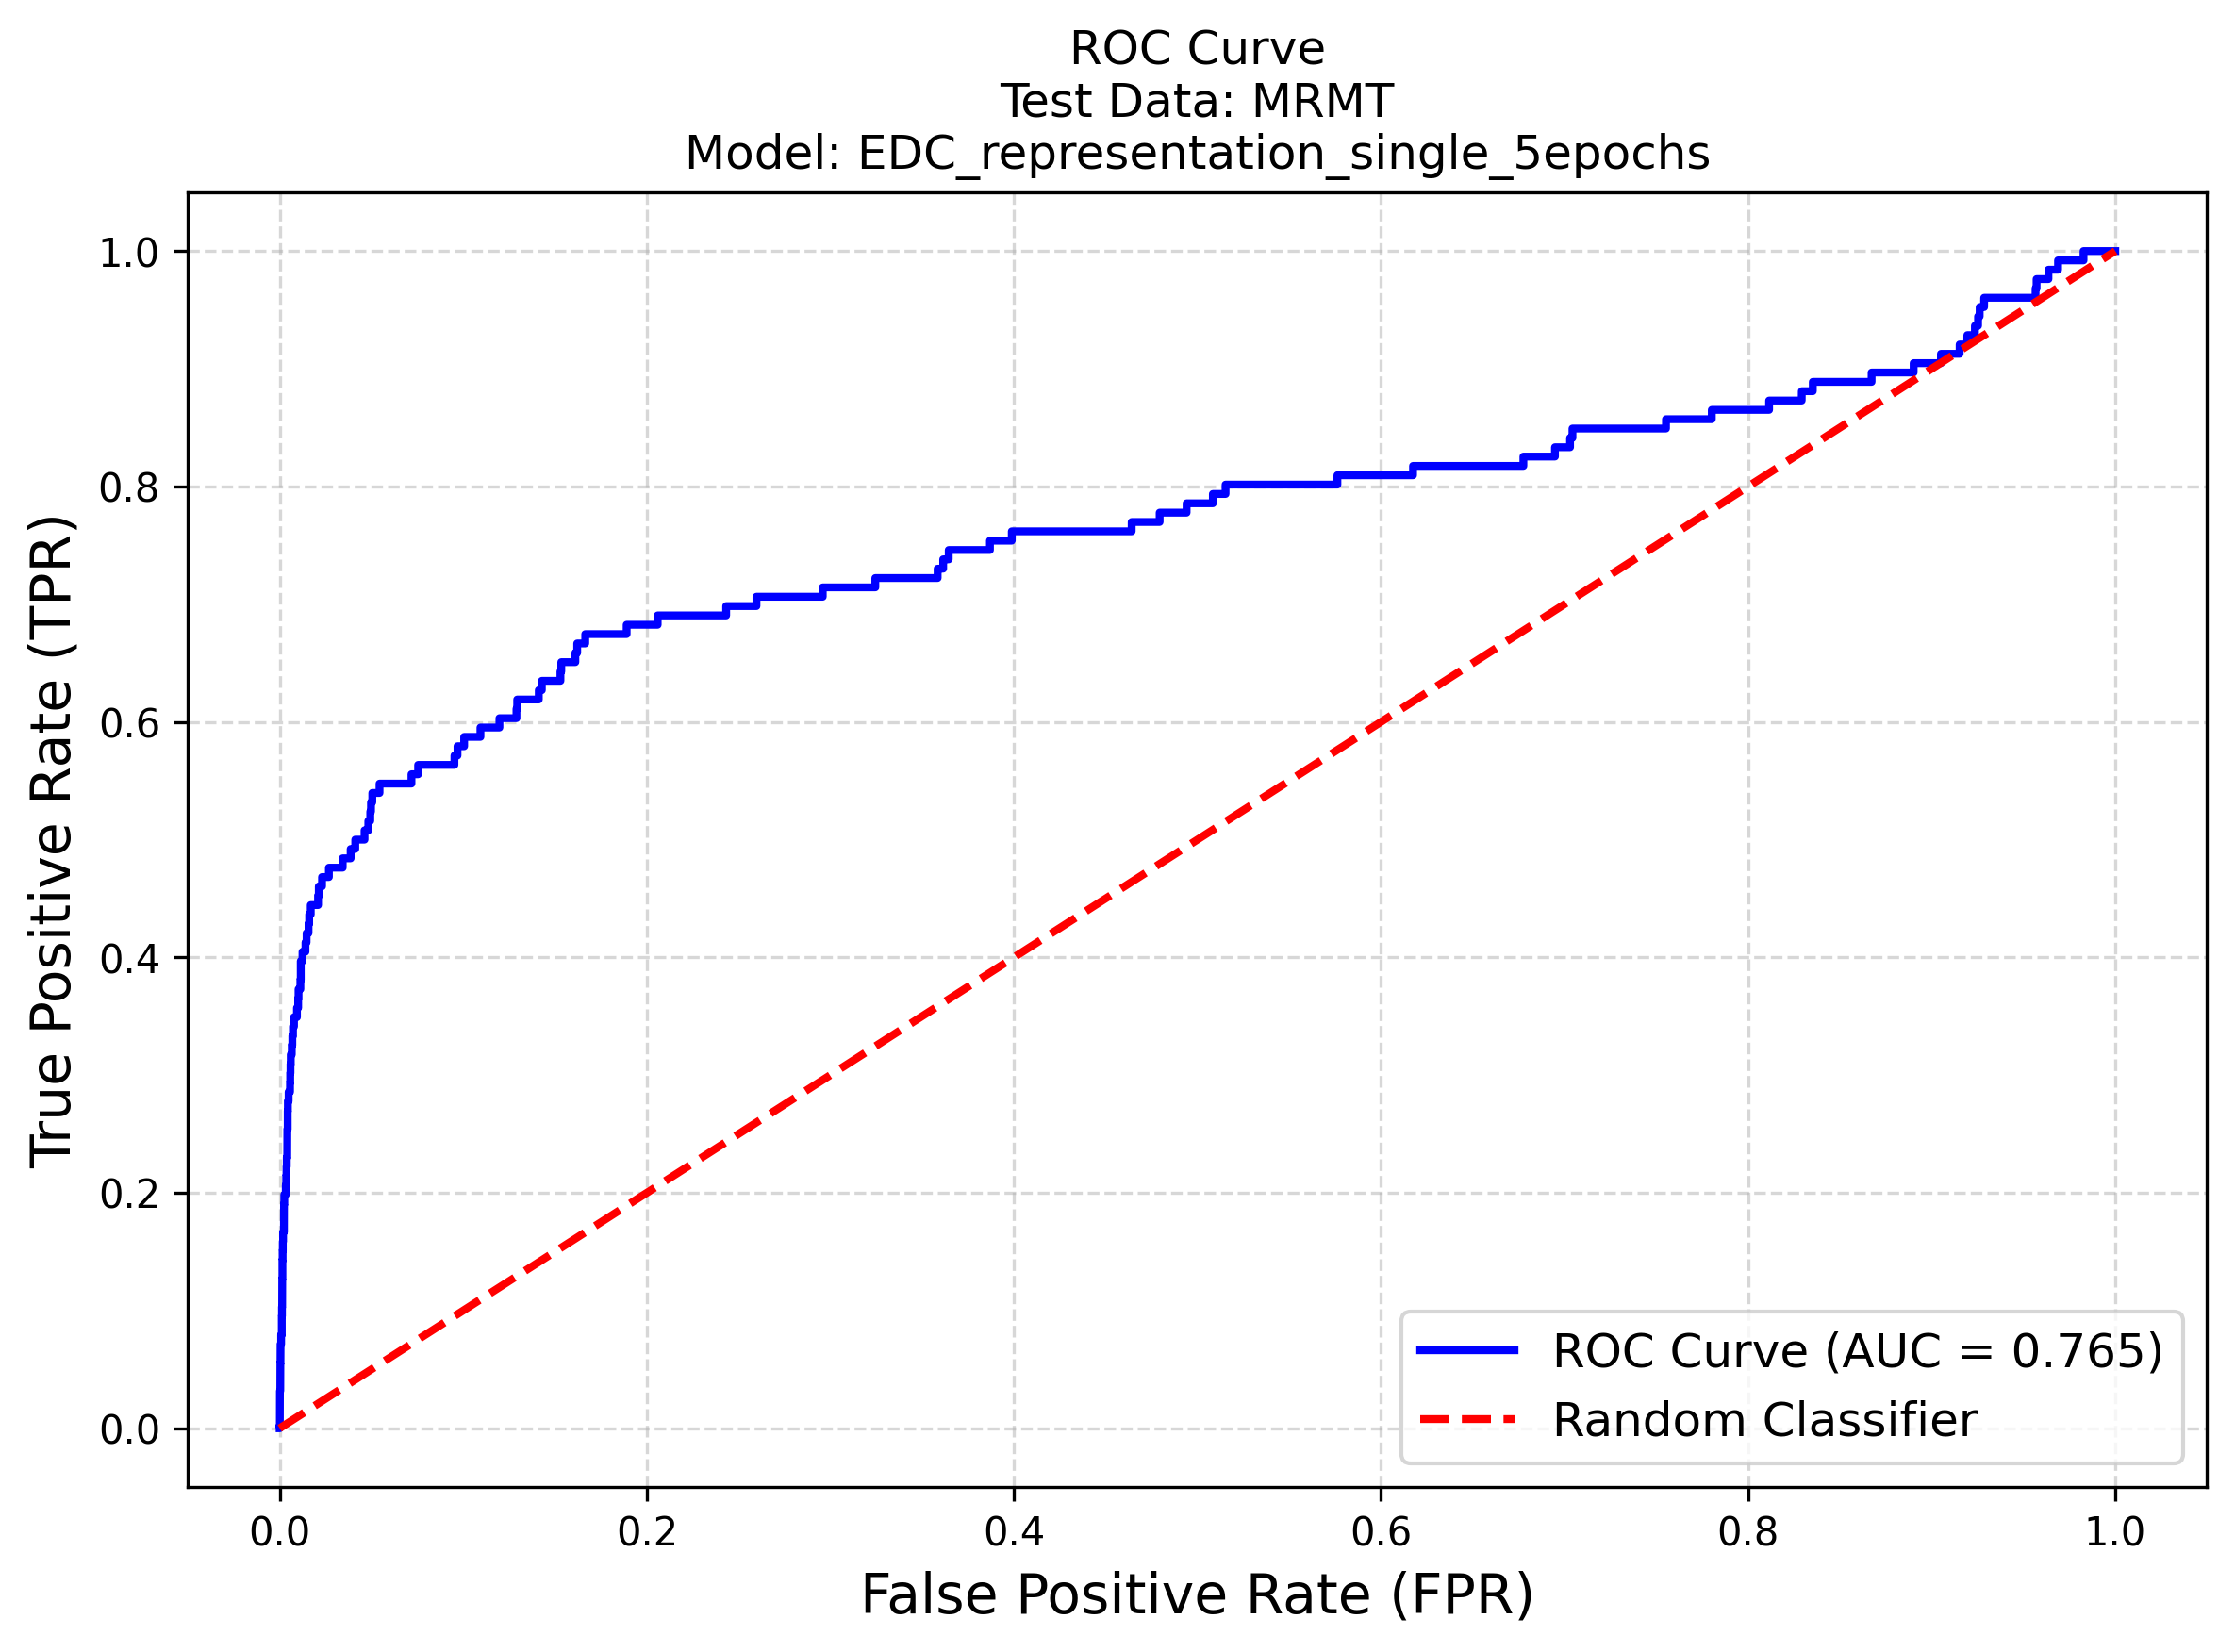 ROC Curve
Test Data: MRMT
Model: EDC_representation_single_5epochs
True Positive Rate (TPR)
1.0
0.8
0.6
0.4
0.2
0.0
ROC Curve (AUC = 0.765)
Random Classifier
0.0 0.2 0.4 0.6 0.8 1.0
False Positive Rate (FPR)